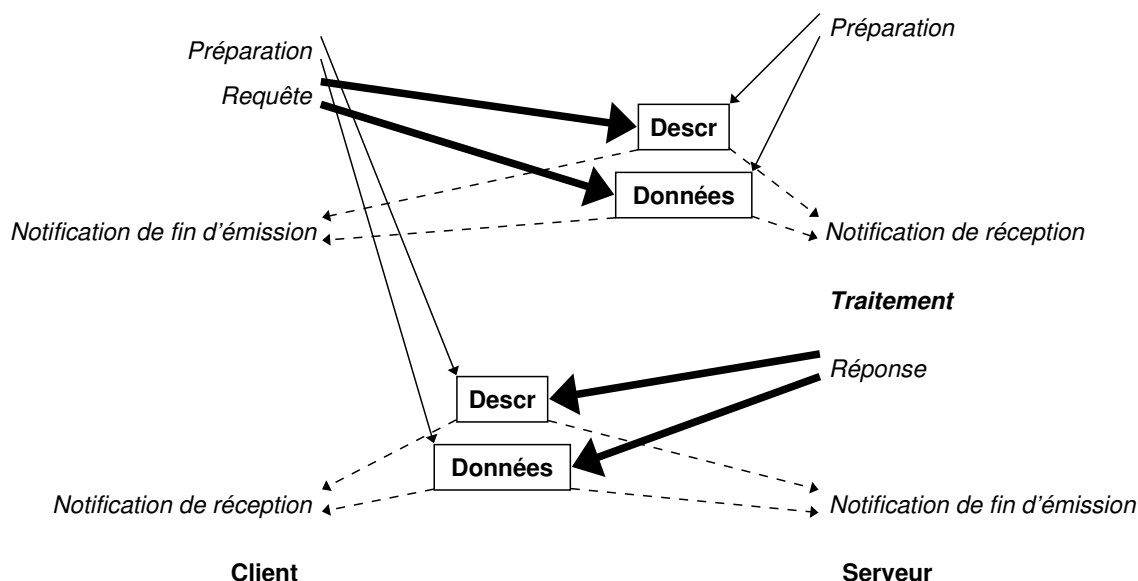 Préparation
Préparation
Requête
Descr
Données
Notification de fin d'émission
Notification de réception
Traitement
Réponse
Descr
Données
Notification de réception
Notification de fin d'émission
Client
Serveur